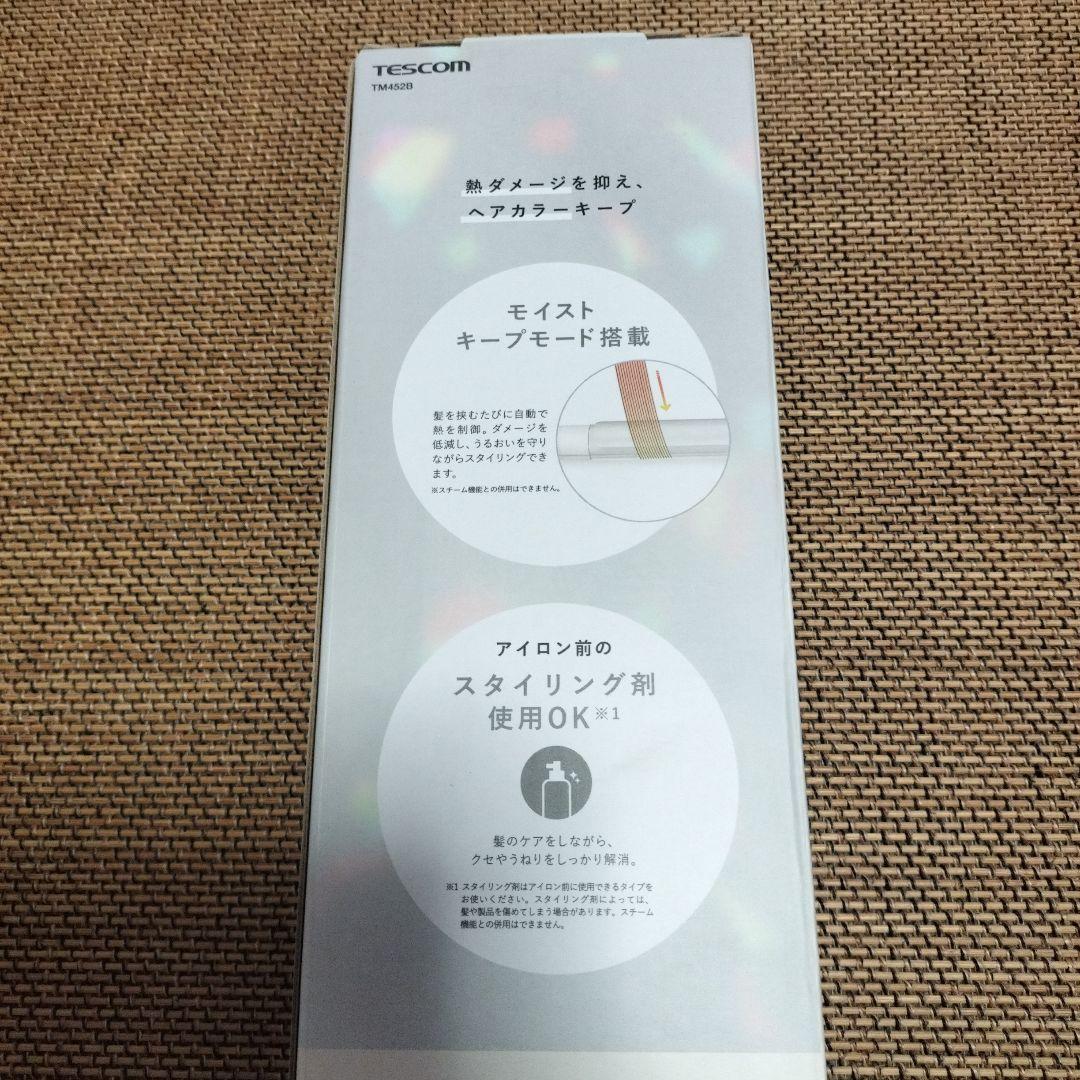 TESCOM
TM452B
熱ダメージを抑え、
ヘアカラーキープ
モイスト
キープモード搭載
髪を挟むたびに自動で
熱を制御。ダメージを
低減し、うるおいを守り
ながらスタイリングでき
ます。
※スチーム機能との併用はできません。
アイロン前の
スタイリング剤
使用OK※1
髪のケアをしながら、
クセやうねりをしっかり解消。
※1 スタイリング剤はアイロン前に使用できるタイプを
お使いください。スタイリング剤によっては、
髪や製品を傷めてしまう場合があります。スチーム
機能との併用はできません。